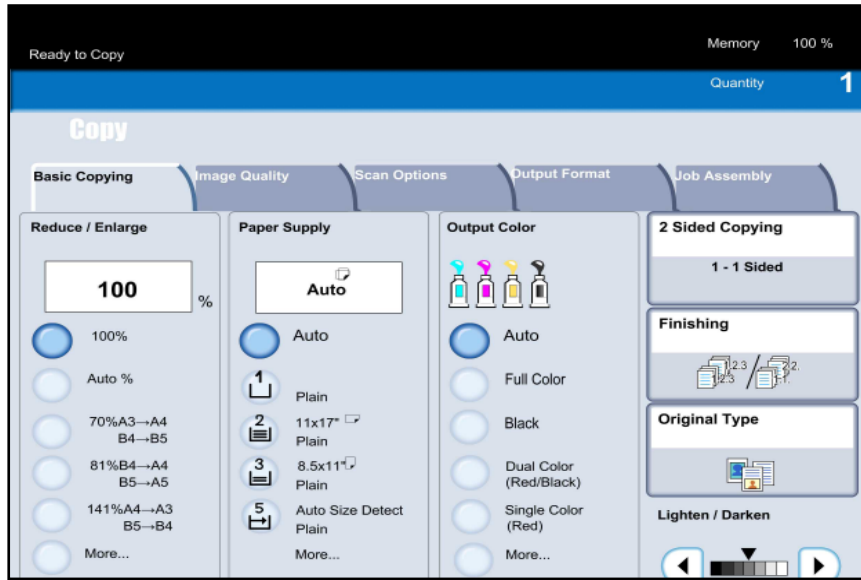 Ready to Copy
Memory 100 %
Quantity 1
Copy
Basic Copying
Image Quality
Scan Options
Output Format
Job Assembly
Reduce / Enlarge
100
%
100%
Auto %
70%A3→A4
B4→B5
81%B4→A4
B5→A5
141%A4→A3
B5→B4
More...
Paper Supply
Auto
Auto
1
Plain
2
11x17"
Plain
3
8.5x11"
Plain
5
Auto Size Detect
Plain
More...
Output Color
Auto
Full Color
Black
Dual Color
(Red/Black)
Single Color
(Red)
More...
2 Sided Copying
1 - 1 Sided
Finishing
Original Type
Lighten / Darken